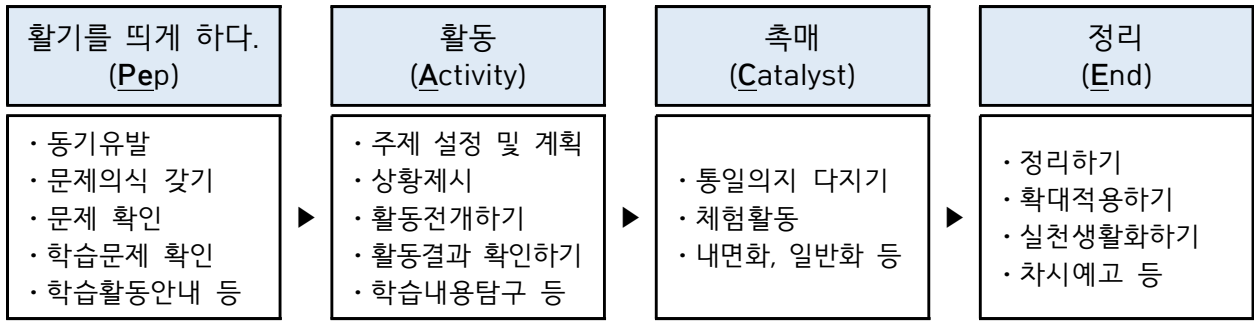 활기를 띄게 하다.
(Pep)
· 동기유발
· 문제의식 갖기
· 문제 확인
· 학습문제 확인
· 학습활동안내 등
▶
활동
(Activity)
· 주제 설정 및 계획
· 상황제시
· 활동전개하기
· 활동결과 확인하기
· 학습내용탐구 등
▶
촉매
(Catalyst)
· 통일의지 다지기
· 체험활동
· 내면화, 일반화 등
▶
정리
(End)
· 정리하기
· 확대적용하기
· 실천생활화하기
· 차시예고 등